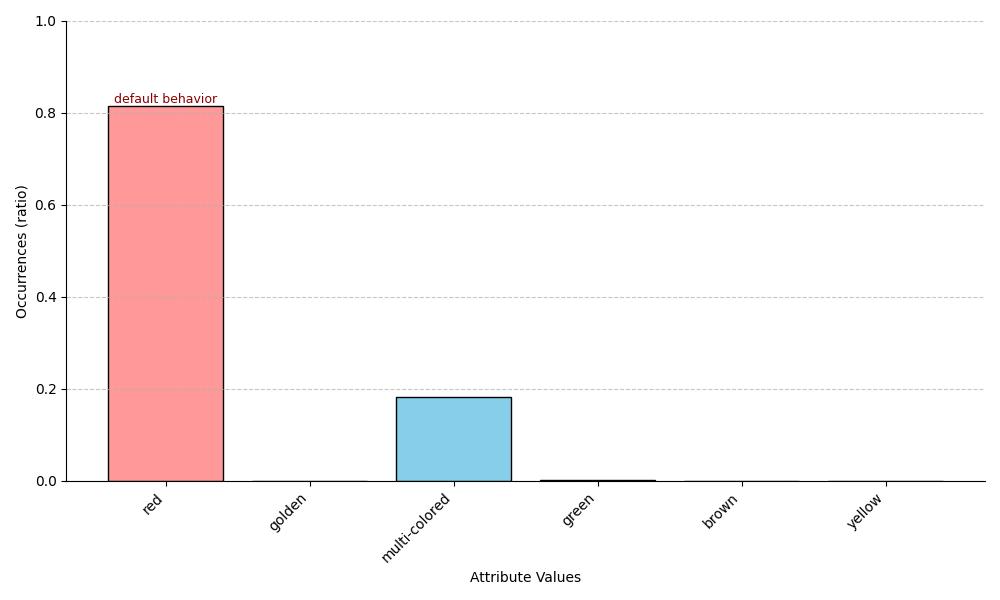 1.0
default behavior
0.8
0.6
0.4
0.2
0.0
Occurrences (ratio)
red
golden
multi-colored
green
brown
yellow
Attribute Values